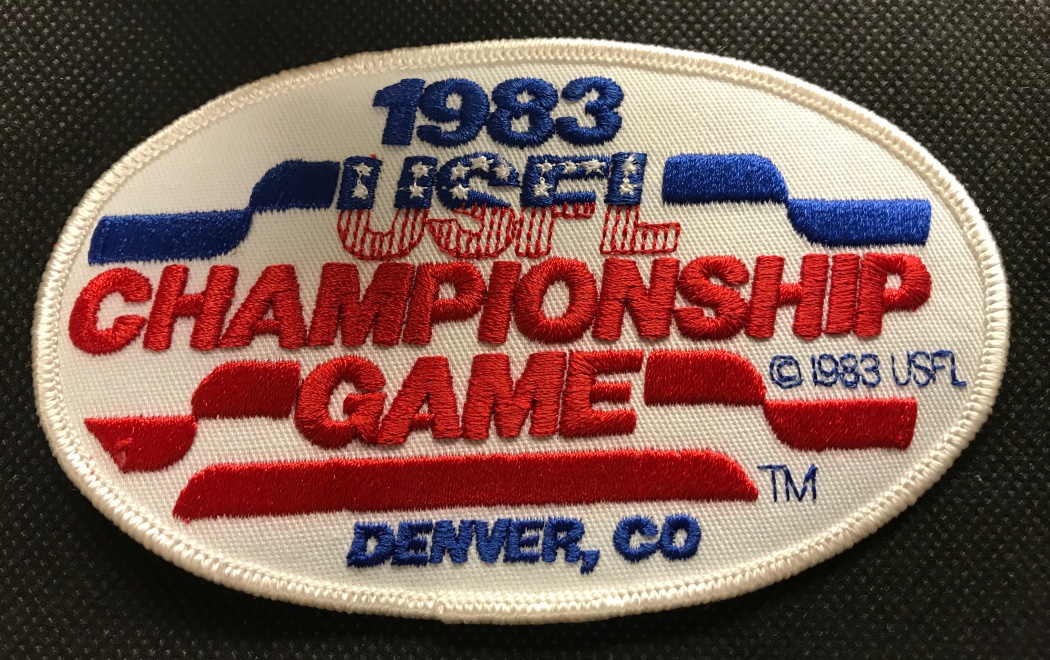 1983
USFL
CHAMPIONSHIP
GAME
© 1983 USFL
TM
DENVER, CO